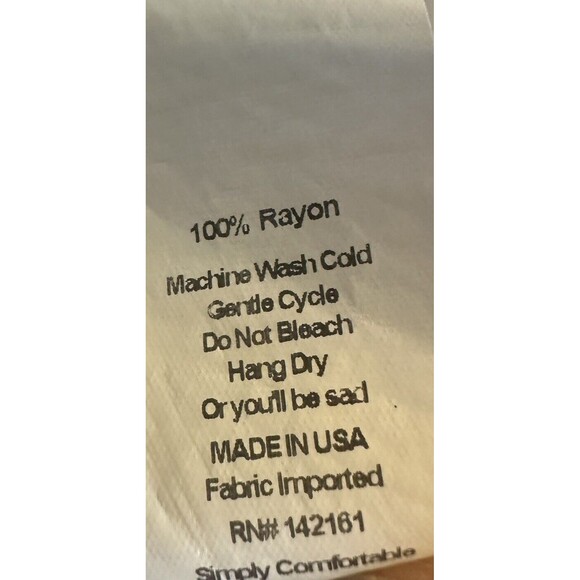 100% Rayon
Machine Wash Cold
Gentle Cycle
Do Not Bleach
Hang Dry
Or you'll be sad
MADE IN USA
Fabric Imported
RN# 142161
Simply Comfortable